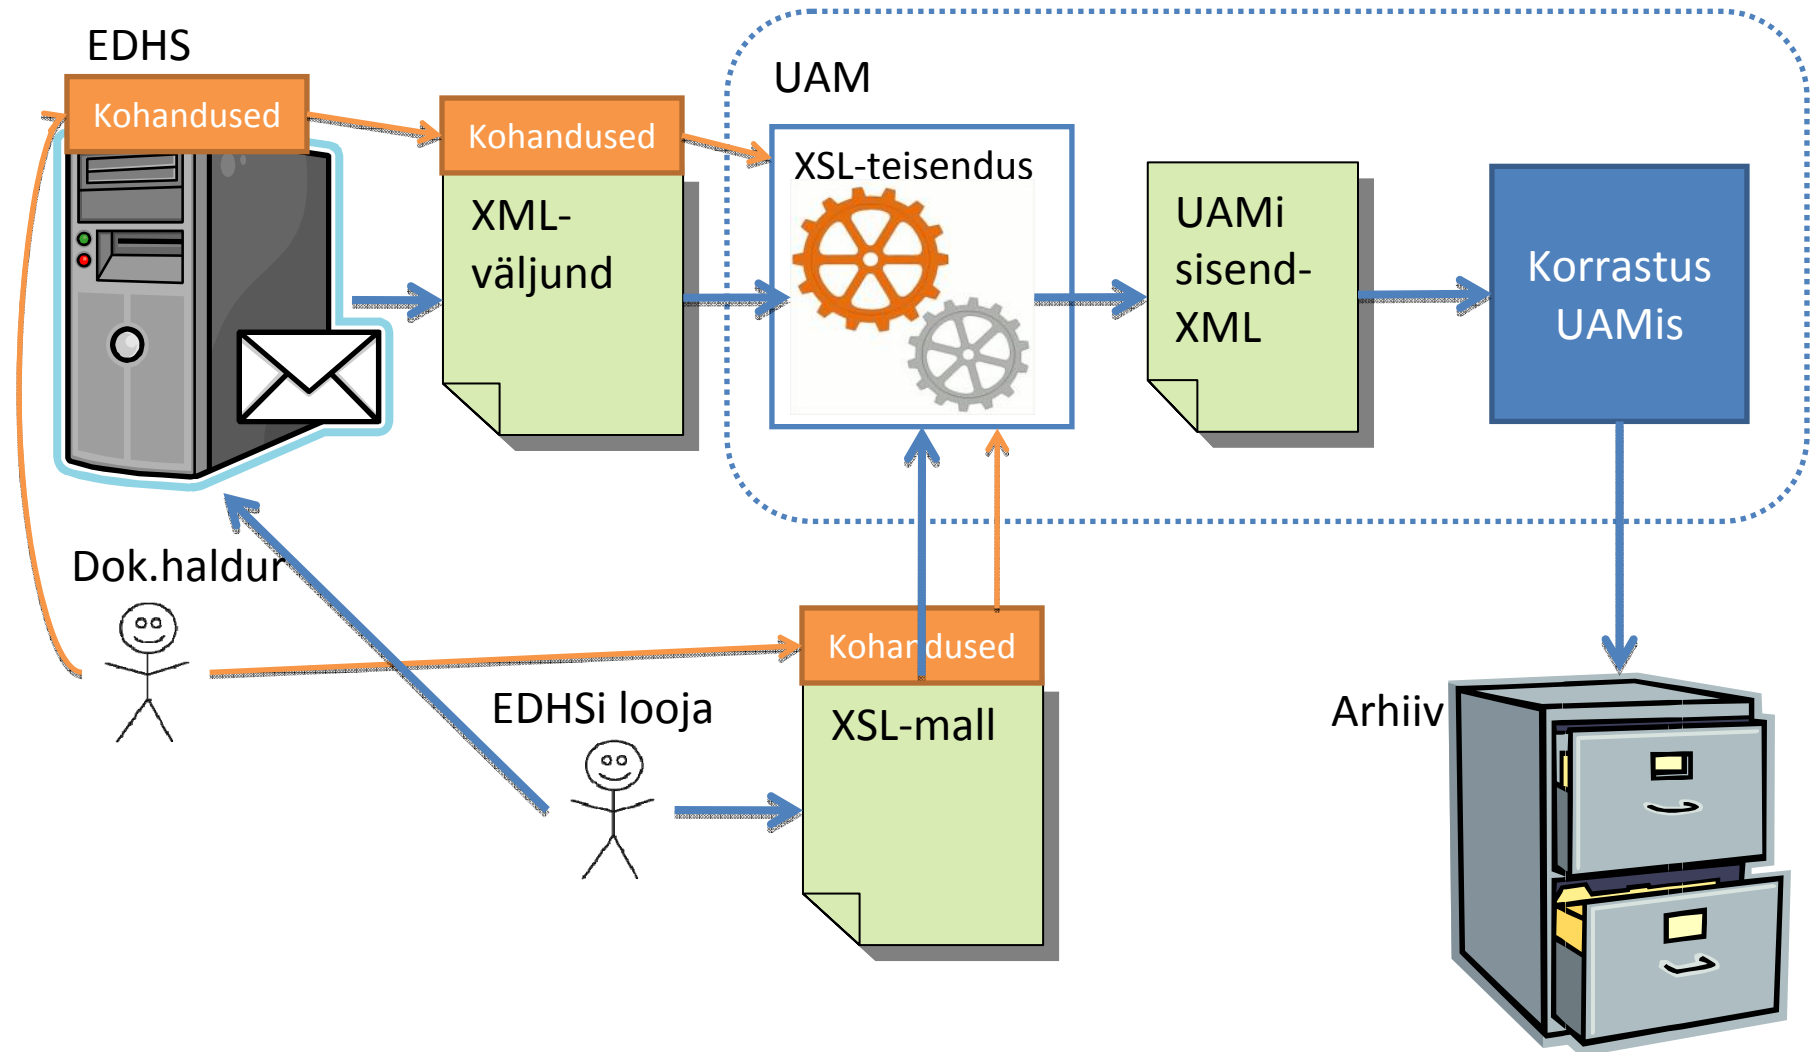 EDHS
Kohandused
Kohandused
XML-
väljund
UAM
XSL-teisendus
UAMi
sisend-
XML
Korrastus
UAMis
Dok.haldur
EDHSi looja
Kohandused
XSL-mall
Arhiiv